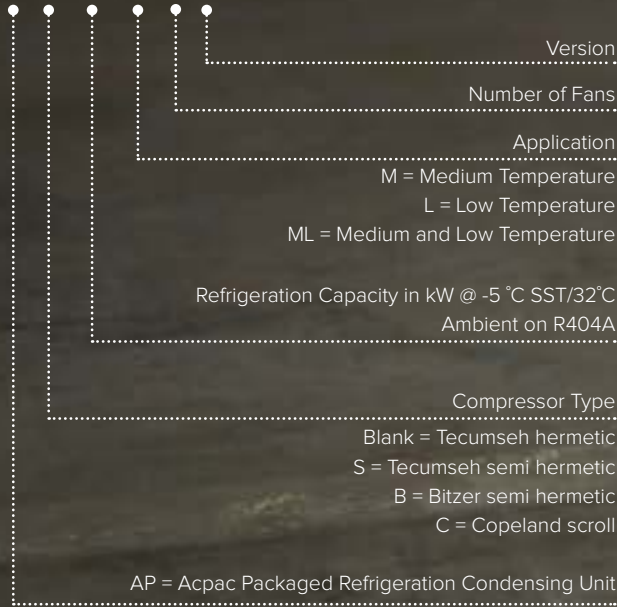 Version
Number of Fans
Application
M = Medium Temperature
L = Low Temperature
ML = Medium and Low Temperature
Refrigeration Capacity in kW @ -5 °C SST/32°C
Ambient on R404A
Compressor Type
Blank = Tecumseh hermetic
S = Tecumseh semi hermetic
B = Bitzer semi hermetic
C = Copeland scroll
AP = Acpac Packaged Refrigeration Condensing Unit